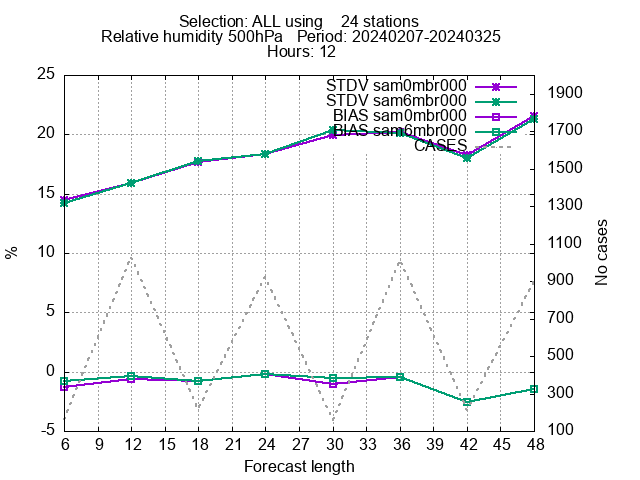 Selection: ALL using    24 stations
Relative humidity 500hPa   Period: 20240207-20240325
Hours: 12
STDV sam0mbr000
STDV sam6mbr000
BIAS sam0mbr000
BIAS sam6mbr000
CASES
25
20
15
10
5
0
-5
%
1900
1700
1500
1300
1100
900
700
500
300
100
No cases
6 9 12 15 18 21 24 27 30 33 36 39 42 45 48
Forecast length